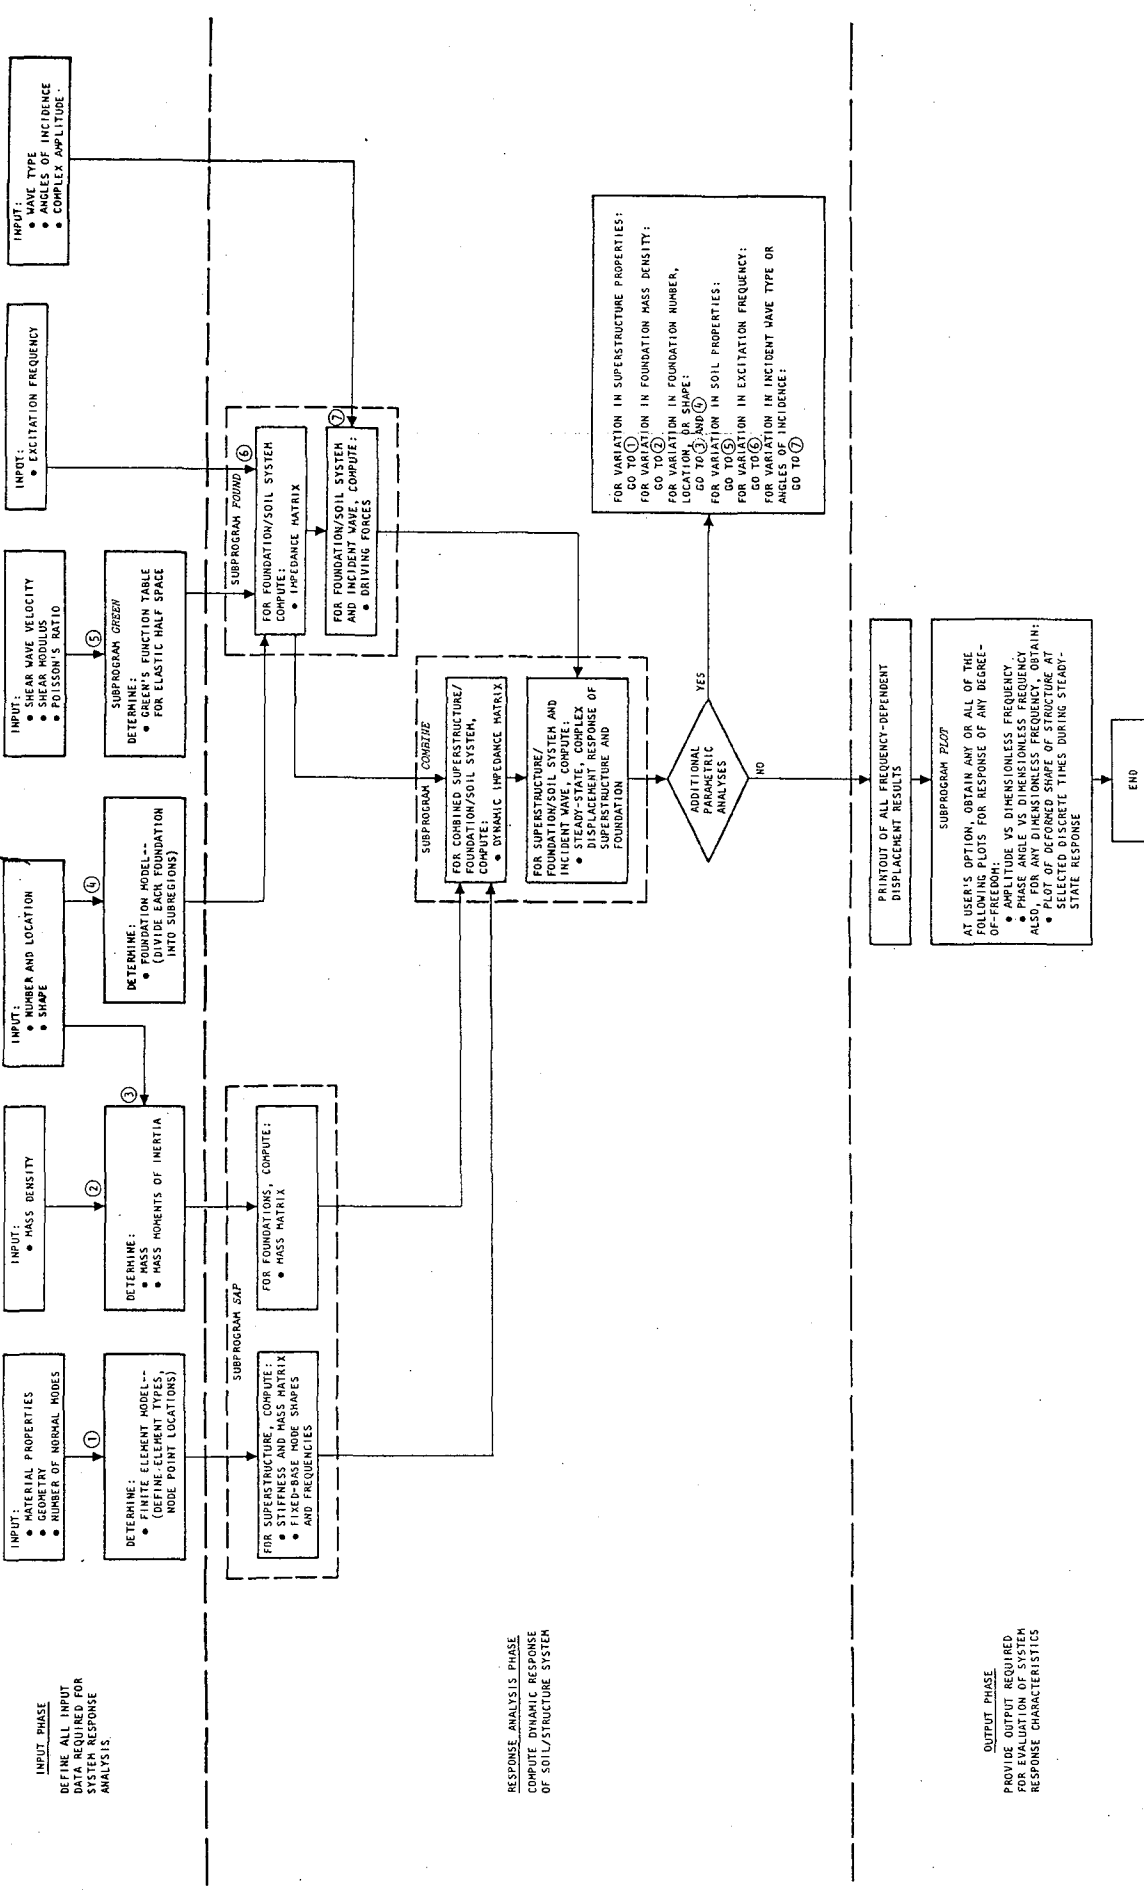 INPUT PHASE
DEFINE ALL INPUT
DATA REQUIRED FOR
SYSTEM RESPONSE
ANALYSIS.
INPUT:
● MATERIAL PROPERTIES
● GEOMETRY
● NUMBER OF NORMAL MODES
INPUT:
● MASS DENSITY
INPUT:
● NUMBER AND LOCATION
● SHAPE
INPUT:
● SHEAR WAVE VELOCITY
● SHEAR MODULUS
● POISSON'S RATIO
INPUT:
● EXCITATION FREQUENCY
INPUT:
● WAVE TYPE
● ANGLES OF INCIDENCE
● COMPLEX AMPLITUDE
①
DETERMINE:
● FINITE ELEMENT MODEL--
(DEFINE ELEMENT TYPES,
NODE POINT LOCATIONS)
②
③
DETERMINE:
● MASS
● MASS MOMENTS OF INERTIA
④
DETERMINE:
● FOUNDATION MODEL--
(DIVIDE EACH FOUNDATION
INTO SUBREGIONS)
⑤
SUBPROGRAM GREEN
DETERMINE:
● GREEN'S FUNCTION TABLE
FOR ELASTIC HALF SPACE
RESPONSE ANALYSIS PHASE
COMPUTE DYNAMIC RESPONSE
OF SOIL/STRUCTURE SYSTEM
SUBPROGRAM SAP
FOR SUPERSTRUCTURE, COMPUTE:
● STIFFNESS AND MASS MATRIX
● FIXED-BASE MODE SHAPES
AND FREQUENCIES
FOR FOUNDATIONS, COMPUTE:
● MASS MATRIX
SUBPROGRAM FOUND
⑥
FOR FOUNDATION/SOIL SYSTEM
COMPUTE:
● IMPEDANCE MATRIX
⑦
FOR FOUNDATION/SOIL SYSTEM
AND INCIDENT WAVE, COMPUTE:
● DRIVING FORCES
SUBPROGRAM COMBINE
FOR COMBINED SUPERSTRUCTURE/
FOUNDATION/SOIL SYSTEM,
COMPUTE:
● DYNAMIC IMPEDANCE MATRIX
FOR SUPERSTRUCTURE/
FOUNDATION/SOIL SYSTEM AND
INCIDENT WAVE, COMPUTE:
● STEADY-STATE, COMPLEX
DISPLACEMENT RESPONSE OF
SUPERSTRUCTURE AND
FOUNDATION
ADDITIONAL
PARAMETRIC
ANALYSES
YES
NO
FOR VARIATION IN SUPERSTRUCTURE PROPERTIES:
GO TO ①
FOR VARIATION IN FOUNDATION MASS DENSITY:
GO TO ②
FOR VARIATION IN FOUNDATION NUMBER,
LOCATION, OR SHAPE:
GO TO ③ AND ④
FOR VARIATION IN SOIL PROPERTIES:
GO TO ⑤
FOR VARIATION IN EXCITATION FREQUENCY:
GO TO ⑥
FOR VARIATION IN INCIDENT WAVE TYPE OR
ANGLES OF INCIDENCE:
GO TO ⑦
OUTPUT PHASE
PROVIDE OUTPUT REQUIRED
FOR EVALUATION OF SYSTEM
RESPONSE CHARACTERISTICS
PRINTOUT OF ALL FREQUENCY-DEPENDENT
DISPLACEMENT RESULTS
SUBPROGRAM PLOT
AT USER'S OPTION, OBTAIN ANY OR ALL OF THE
FOLLOWING PLOTS FOR RESPONSE OF ANY DEGREE-
OF-FREEDOM:
● AMPLITUDE VS DIMENSIONLESS FREQUENCY
● PHASE ANGLE VS DIMENSIONLESS FREQUENCY
ALSO, FOR ANY DIMENSIONLESS FREQUENCY, OBTAIN:
● PLOT OF DEFORMED SHAPE OF STRUCTURE AT
SELECTED DISCRETE TIMES DURING STEADY-
STATE RESPONSE
END